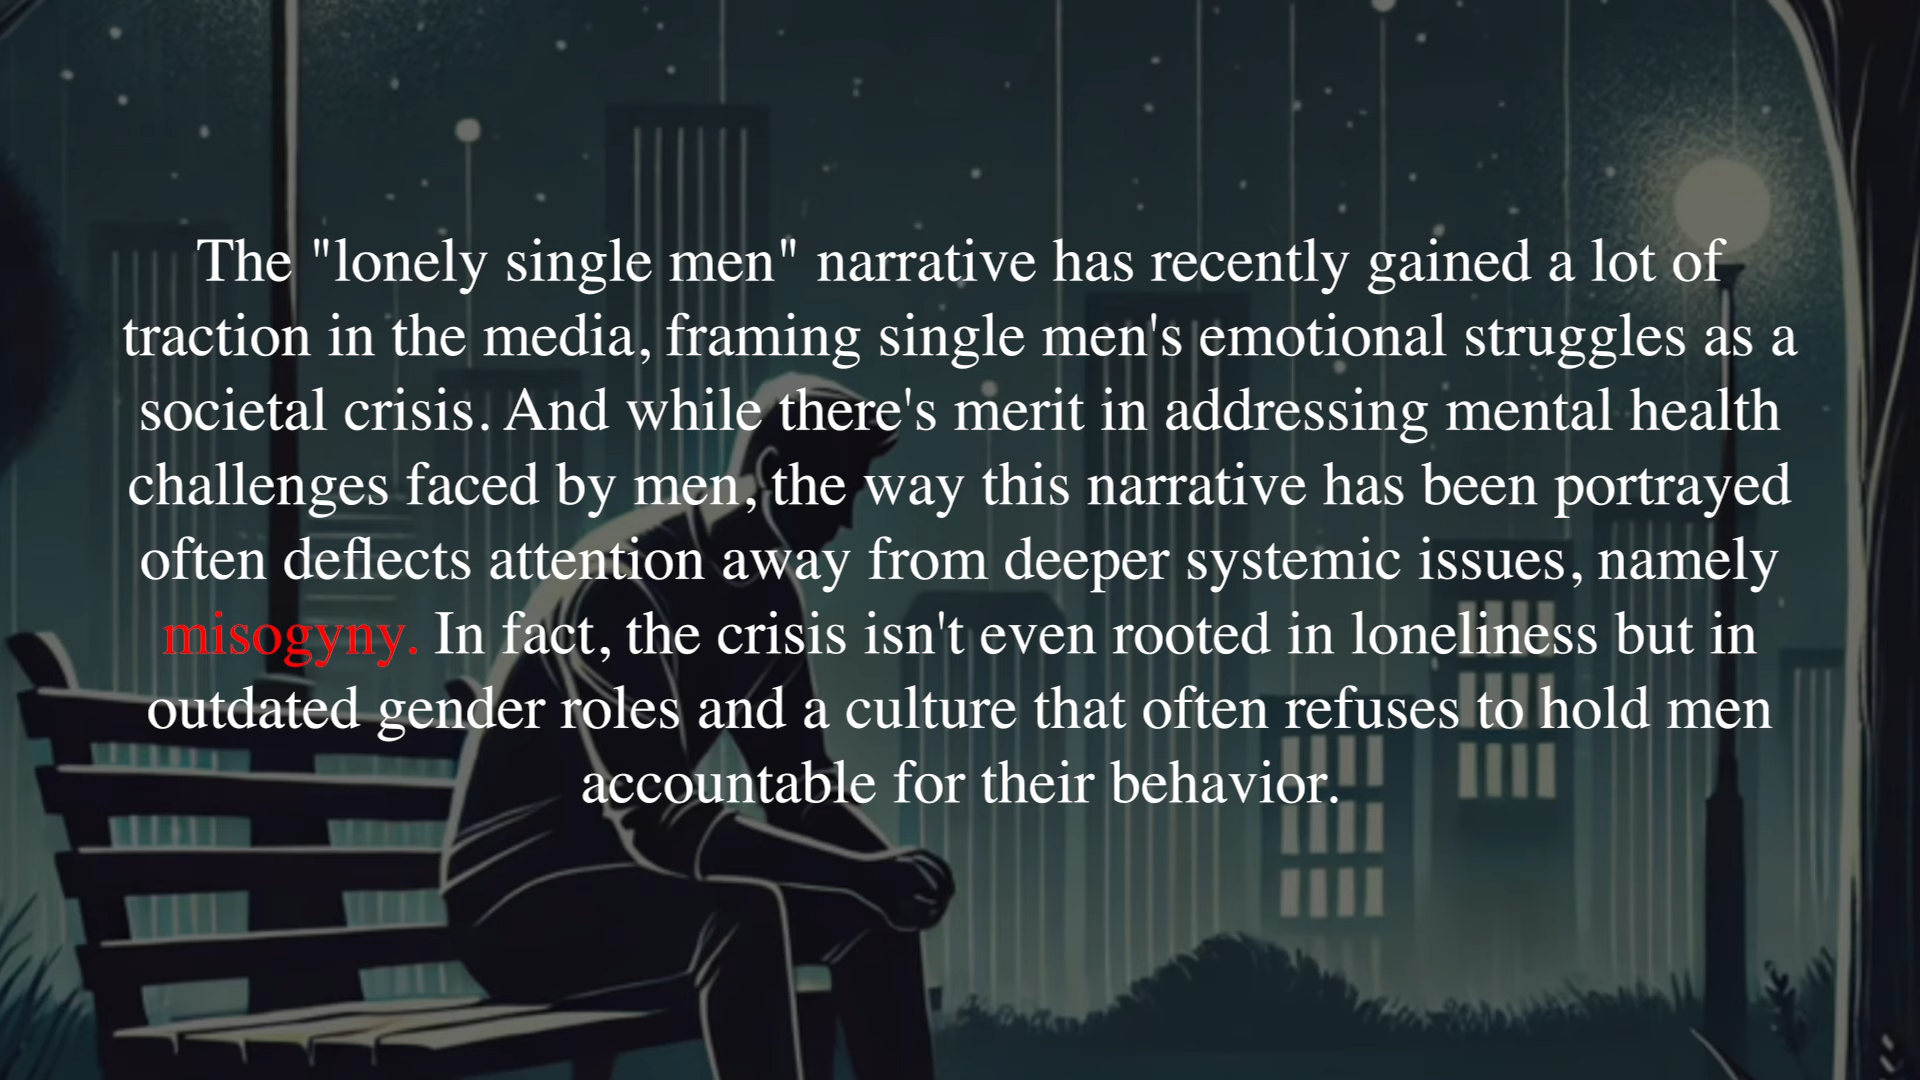 The "lonely single men" narrative has recently gained a lot of
traction in the media, framing single men's emotional struggles as a
societal crisis. And while there's merit in addressing mental health
challenges faced by men, the way this narrative has been portrayed
often deflects attention away from deeper systemic issues, namely
misogyny. In fact, the crisis isn't even rooted in loneliness but in
outdated gender roles and a culture that often refuses to hold men
accountable for their behavior.